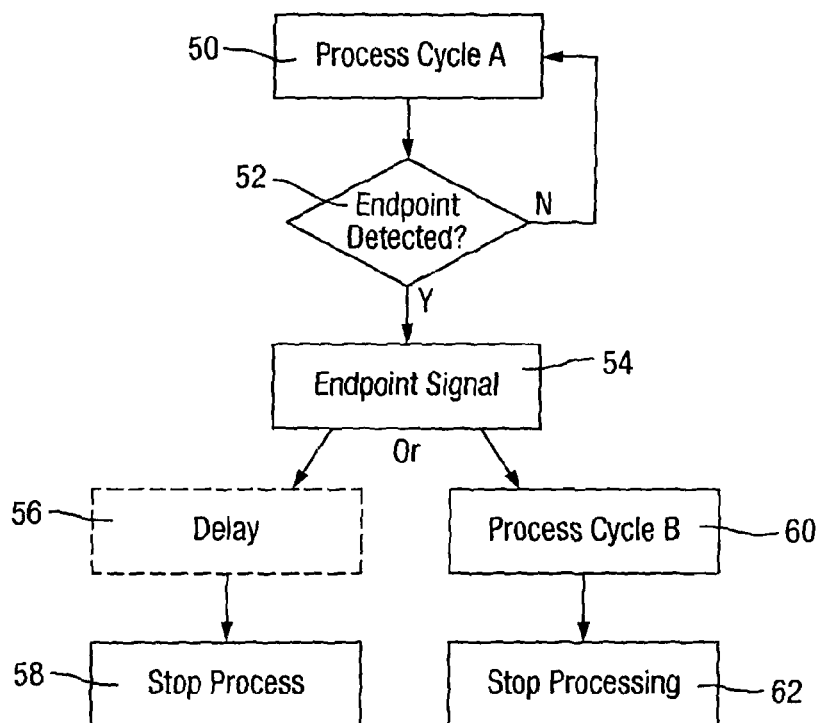 50
Process Cycle A
52
Endpoint
Detected?
N
Y
Endpoint Signal
54
Or
56
Delay
Process Cycle B
60
58
Stop Process
Stop Processing
62